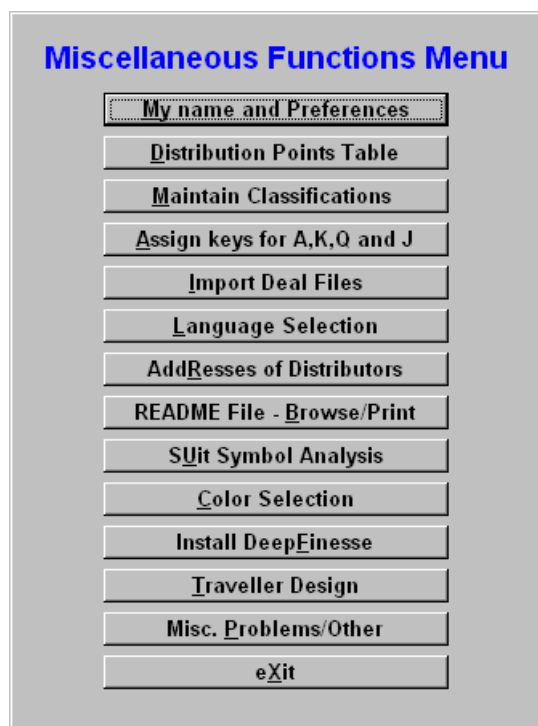 Miscellaneous Functions Menu
My name and Preferences
Distribution Points Table
Maintain Classifications
Assign keys for A,K,Q and J
Import Deal Files
Language Selection
AddResses of Distributors
README File - Browse/Print
SUit Symbol Analysis
Color Selection
Install DeepFinesse
Traveller Design
Misc. Problems/Other
eXit